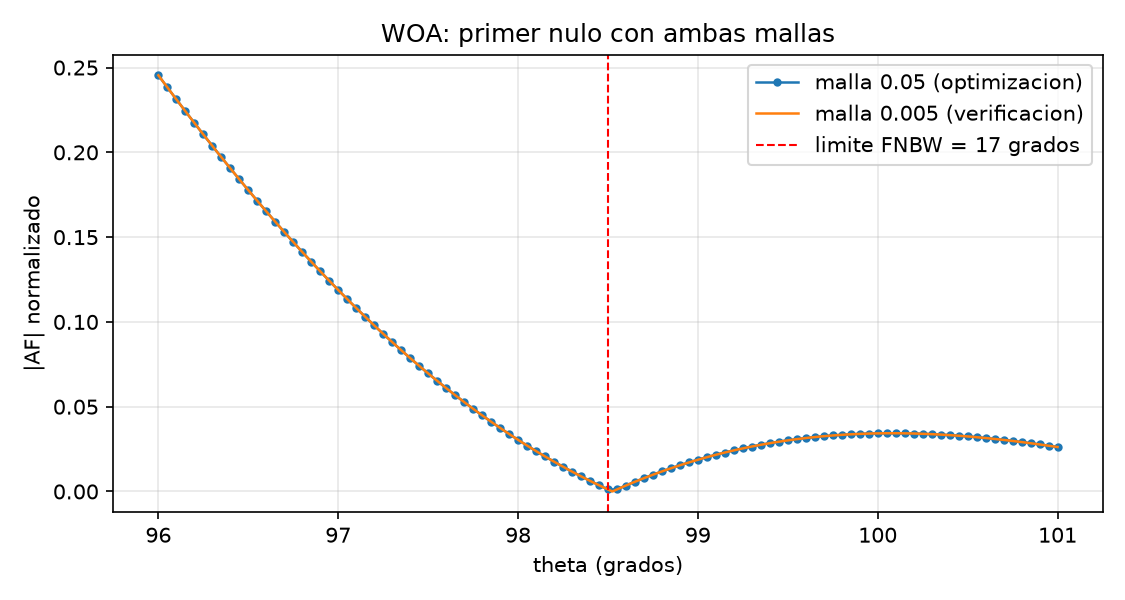 WOA: primer nulo con ambas mallas
malla 0.05 (optimizacion)
malla 0.005 (verificacion)
limite FNBW = 17 grados
|AF| normalizado
0.25
0.20
0.15
0.10
0.05
0.00
96 97 98 99 100 101
theta (grados)